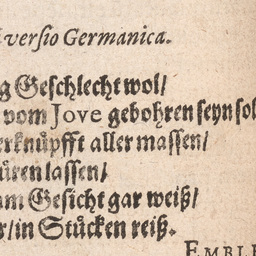 versio Germanica.
g Geschlecht wol/
vom Jove gebohren seyn sol
erknüpfft aller massen/
üren lassen/
am Gesicht gar weiß/
r/in Stücken reiß.
EMBLE